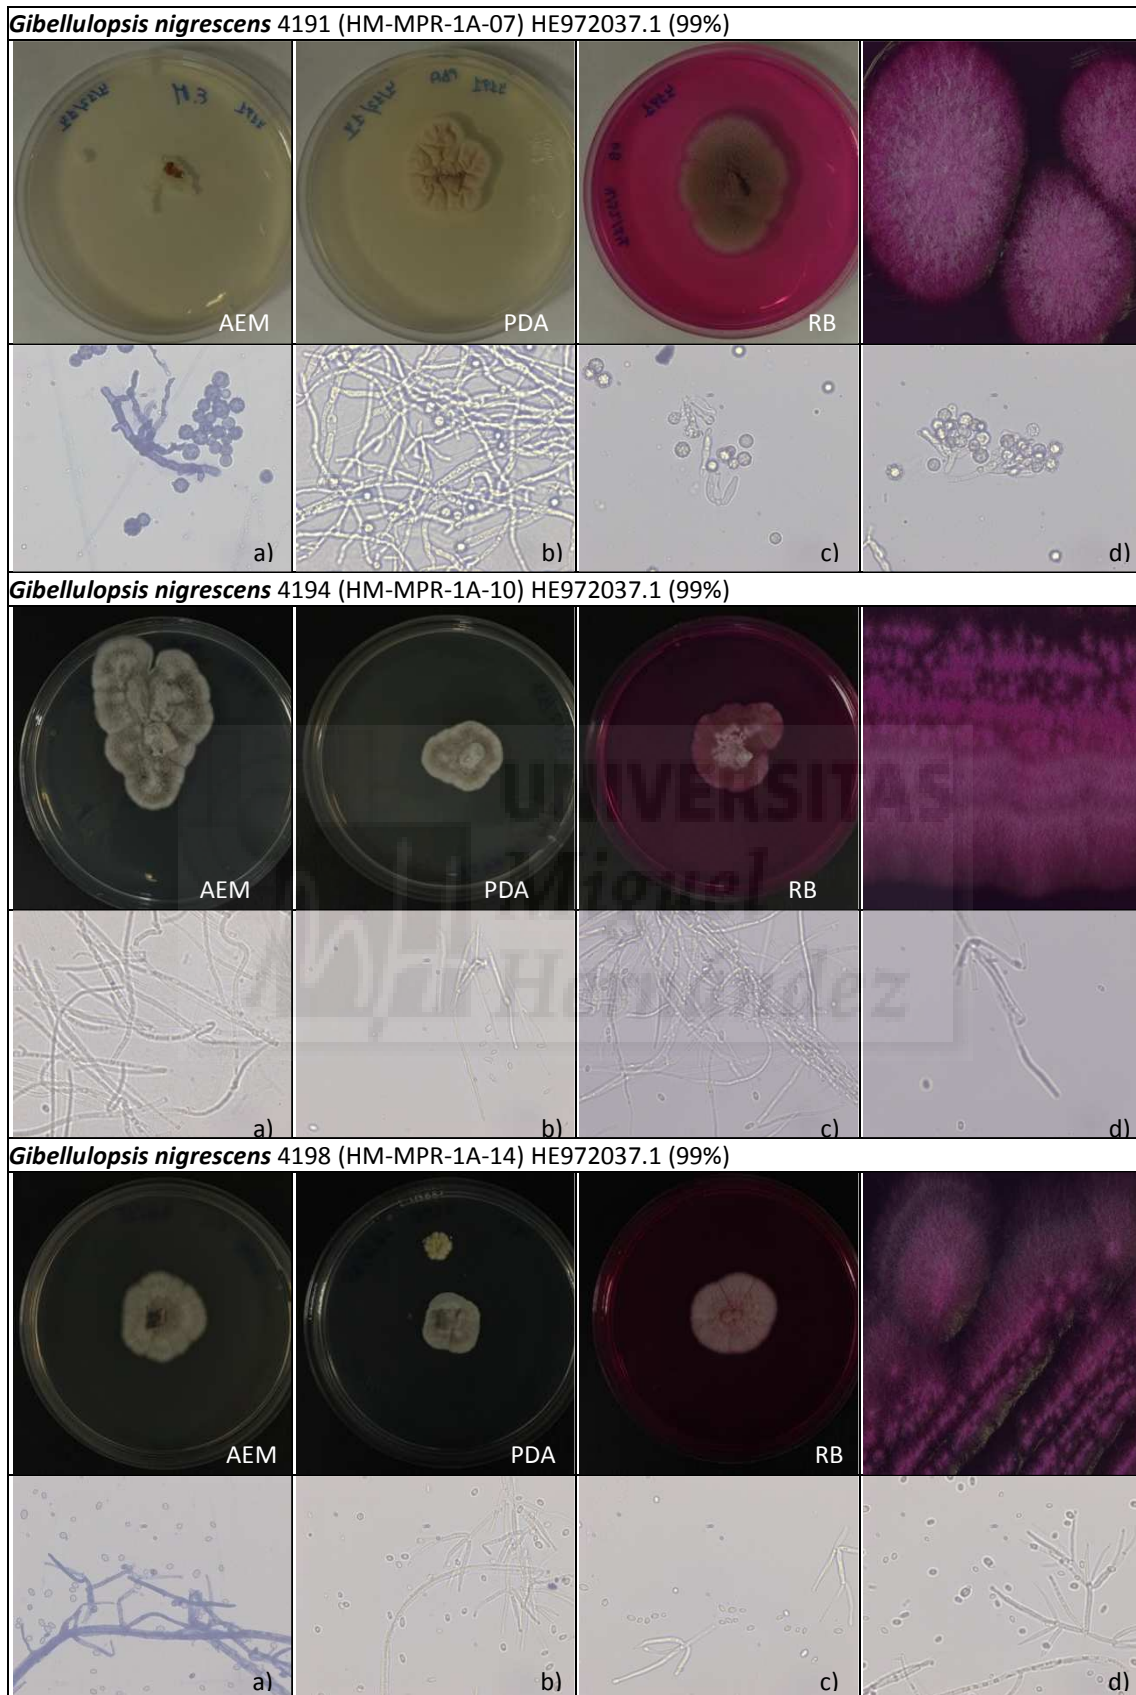 Gibellulopsis nigrescens 4191 (HM-MPR-1A-07) HE972037.1 (99%)
AEM PDA RB
a) b) c) d)
Gibellulopsis nigrescens 4194 (HM-MPR-1A-10) HE972037.1 (99%)
AEM PDA RB
UNIVERSITAS
Miguel
Hernández
a) b) c) d)
Gibellulopsis nigrescens 4198 (HM-MPR-1A-14) HE972037.1 (99%)
AEM PDA RB
a) b) c) d)